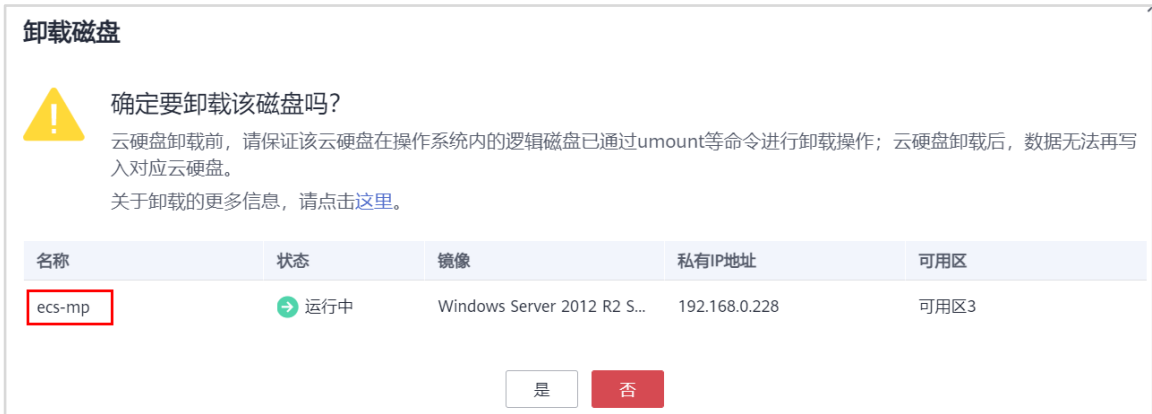 卸载磁盘
确定要卸载该磁盘吗？
云硬盘卸载前，请保证该云硬盘在操作系统内的逻辑磁盘已通过umount等命令进行卸载操作；云硬盘卸载后，数据无法再写
入对应云硬盘。
关于卸载的更多信息，请点击这里。
名称 状态 镜像 私有IP地址 可用区
ecs-mp 运行中 Windows Server 2012 R2 S... 192.168.0.228 可用区3
是 否